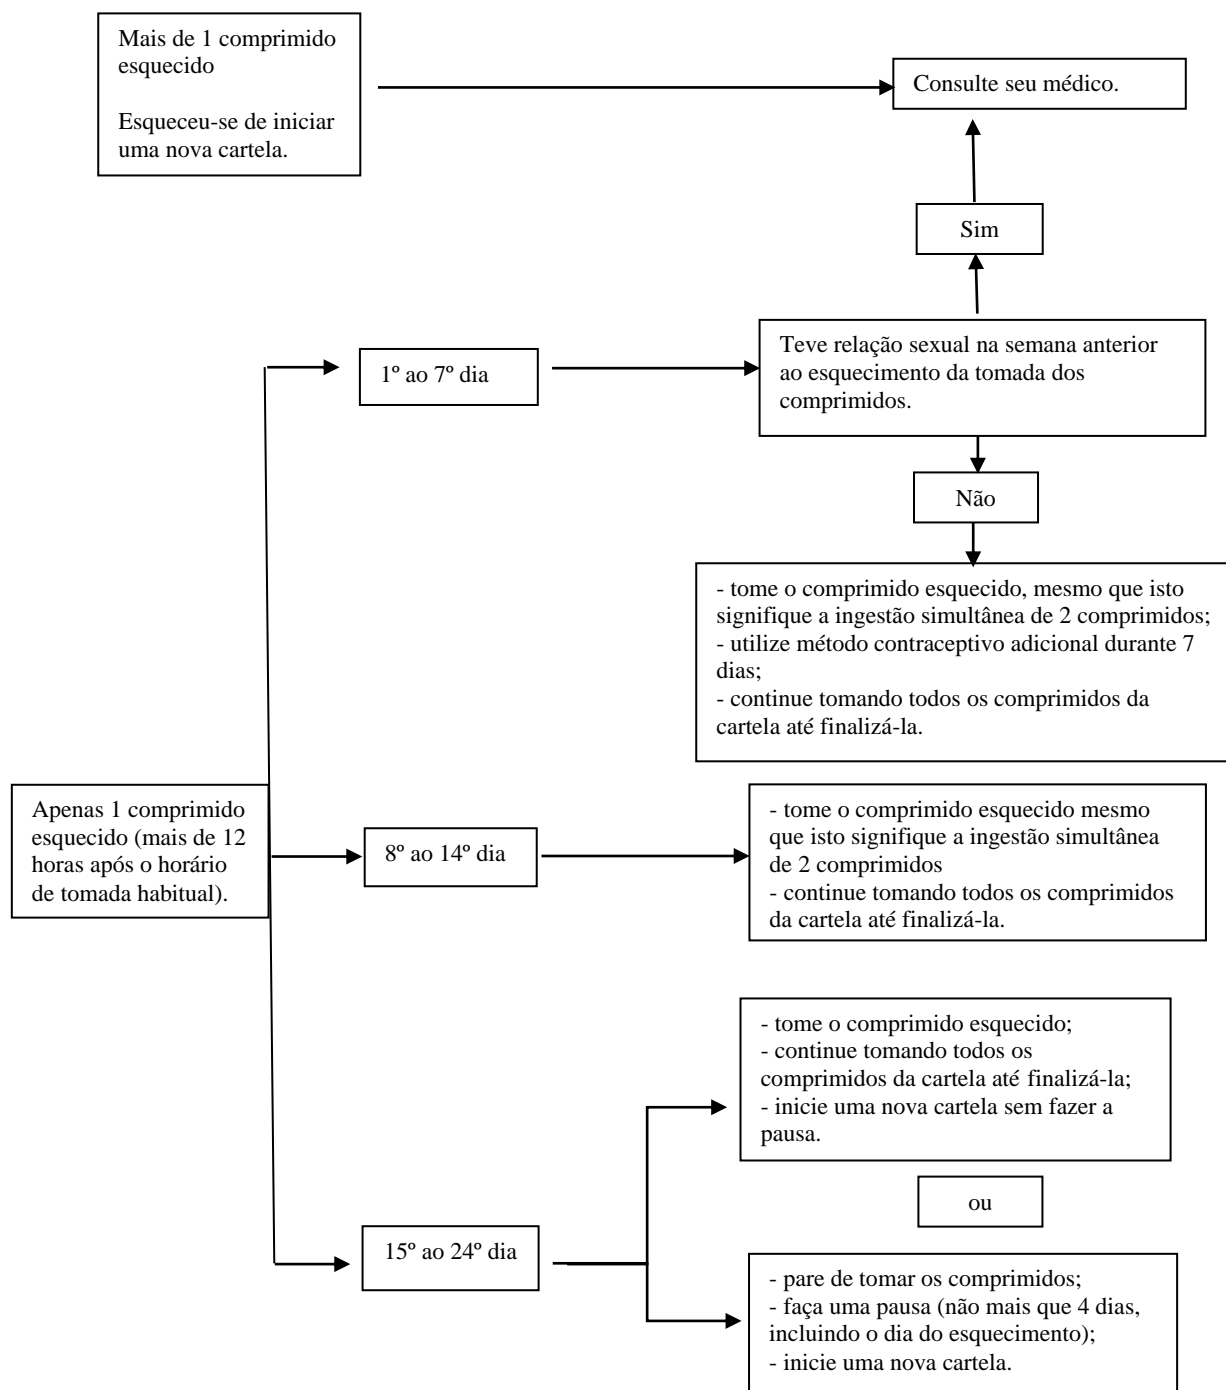 Mais de 1 comprimido
esquecido
Esqueceu-se de iniciar
uma nova cartela.
Consulte seu médico.
Sim
Teve relação sexual na semana anterior
ao esquecimento da tomada dos
comprimidos.
1º ao 7º dia
Não
- tome o comprimido esquecido, mesmo que isto
signifique a ingestão simultânea de 2 comprimidos;
- utilize método contraceptivo adicional durante 7
dias;
- continue tomando todos os comprimidos da
cartela até finalizá-la.
Apenas 1 comprimido
esquecido (mais de 12
horas após o horário
de tomada habitual).
8º ao 14º dia
- tome o comprimido esquecido mesmo
que isto signifique a ingestão simultânea
de 2 comprimidos
- continue tomando todos os comprimidos
da cartela até finalizá-la.
- tome o comprimido esquecido;
- continue tomando todos os
comprimidos da cartela até finalizá-la;
- inicie uma nova cartela sem fazer a
pausa.
ou
15º ao 24º dia
- pare de tomar os comprimidos;
- faça uma pausa (não mais que 4 dias,
incluindo o dia do esquecimento);
- inicie uma nova cartela.